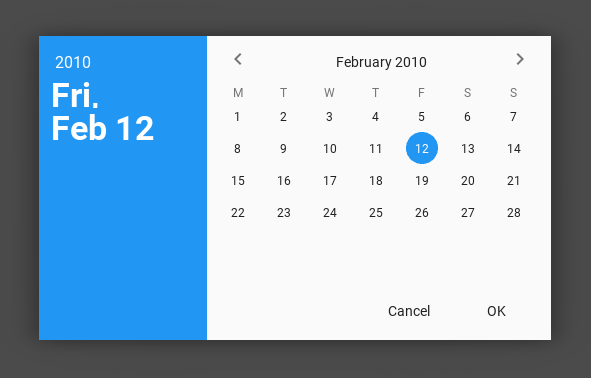 2010
Fri.
Feb 12
February 2010
M T W T F S S
1 2 3 4 5 6 7
8 9 10 11 12 13 14
15 16 17 18 19 20 21
22 23 24 25 26 27 28
Cancel OK